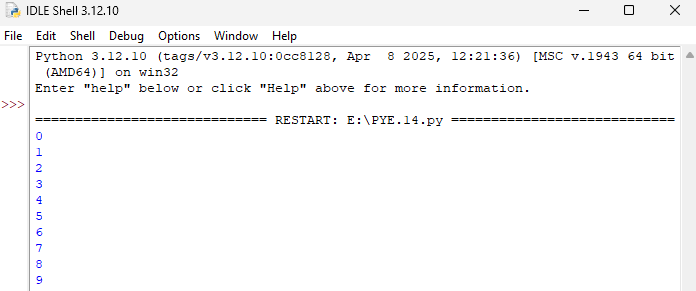 IDLE Shell 3.12.10
File Edit Shell Debug Options Window Help
Python 3.12.10 (tags/v3.12.10:0cc8128, Apr  8 2025, 12:21:36) [MSC v.1943 64 bit
 (AMD64)] on win32
Enter "help" below or click "Help" above for more information.
>>>
============================= RESTART: E:\PYE.14.py ============================
0
1
2
3
4
5
6
7
8
9